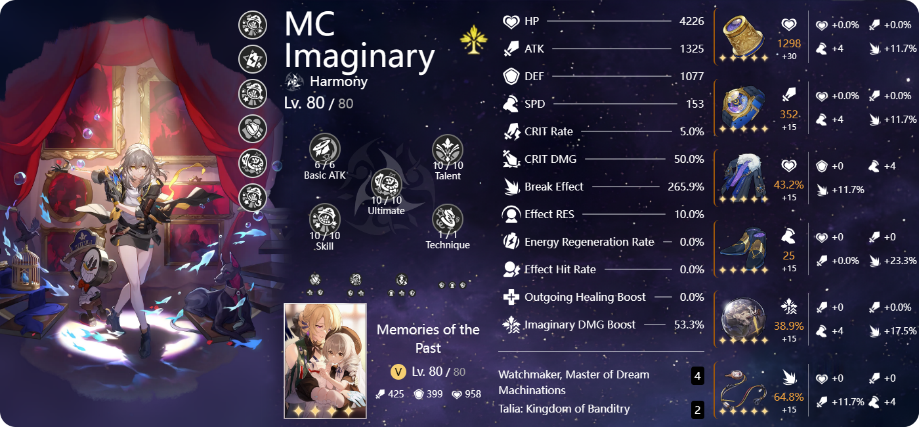 MC
Imaginary
Harmony
Lv. 80 / 80
6 / 6
Basic ATK
10 / 10
Talent
10 / 10
Ultimate
10 / 10
Skill
1 / 1
Technique
Memories of the
Past
V Lv. 80 / 80
425 399 958
HP 4226
ATK 1325
DEF 1077
SPD 153
CRIT Rate 5.0%
CRIT DMG 50.0%
Break Effect 265.9%
Effect RES 10.0%
Energy Regeneration Rate 0.0%
Effect Hit Rate 0.0%
Outgoing Healing Boost 0.0%
Imaginary DMG Boost 53.3%
Watchmaker, Master of Dream
Machinations 4
Talia: Kingdom of Banditry 2
1298
+30
+0.0% +0.0%
+4 +11.7%
352
+15
+0.0% +0.0%
+4 +11.7%
43.2%
+15
+0 +4
+11.7%
25
+15
+0 +0
+0.0% +23.3%
38.9%
+15
+0 +0.0%
+4 +17.5%
64.8%
+15
+0 +0
+11.7% +4